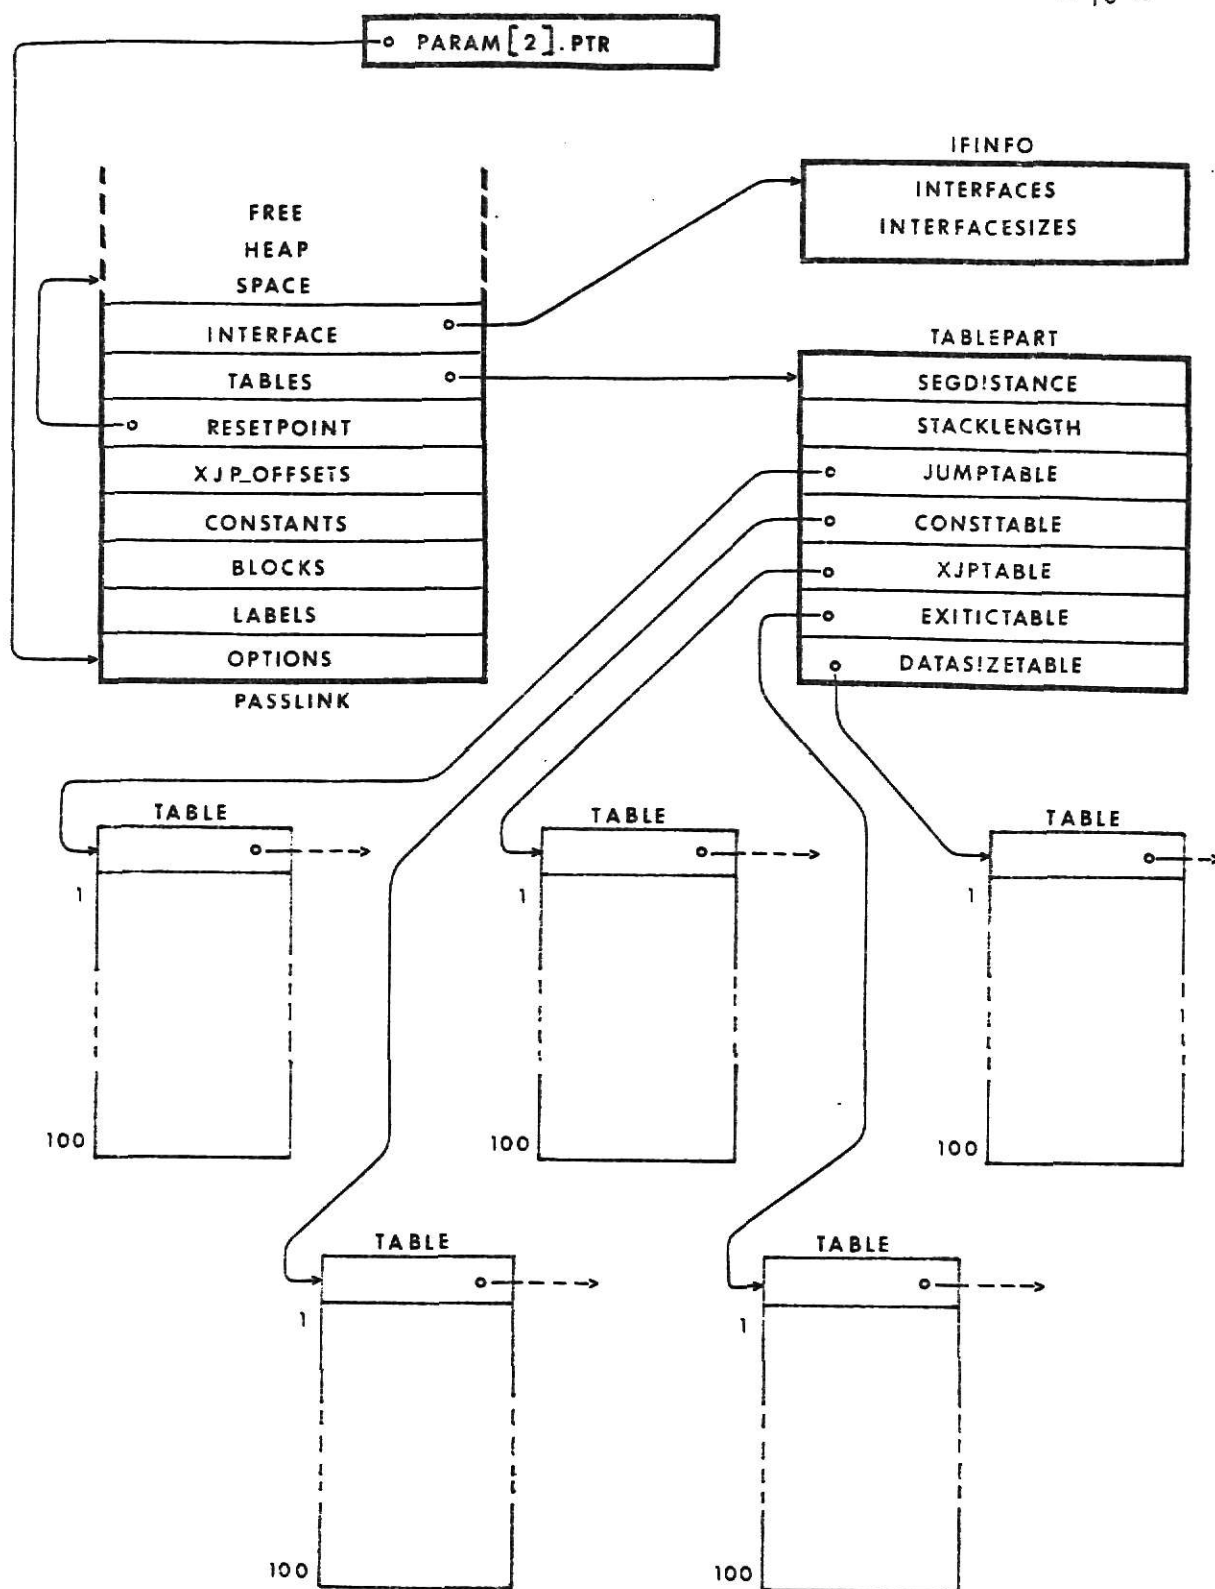 PARAM[2].PTR
IFINFO
INTERFACES
INTERFACESIZES
FREE
HEAP
SPACE
INTERFACE
TABLES
RESETPOINT
XJP_OFFSETS
CONSTANTS
BLOCKS
LABELS
OPTIONS
PASSLINK
TABLEPART
SEGDISTANCE
STACKLENGTH
JUMPTABLE
CONSTTABLE
XJPTABLE
EXITICTABLE
DATASIZETABLE
TABLE
1
100
TABLE
1
100
TABLE
1
100
TABLE
1
100
TABLE
1
100